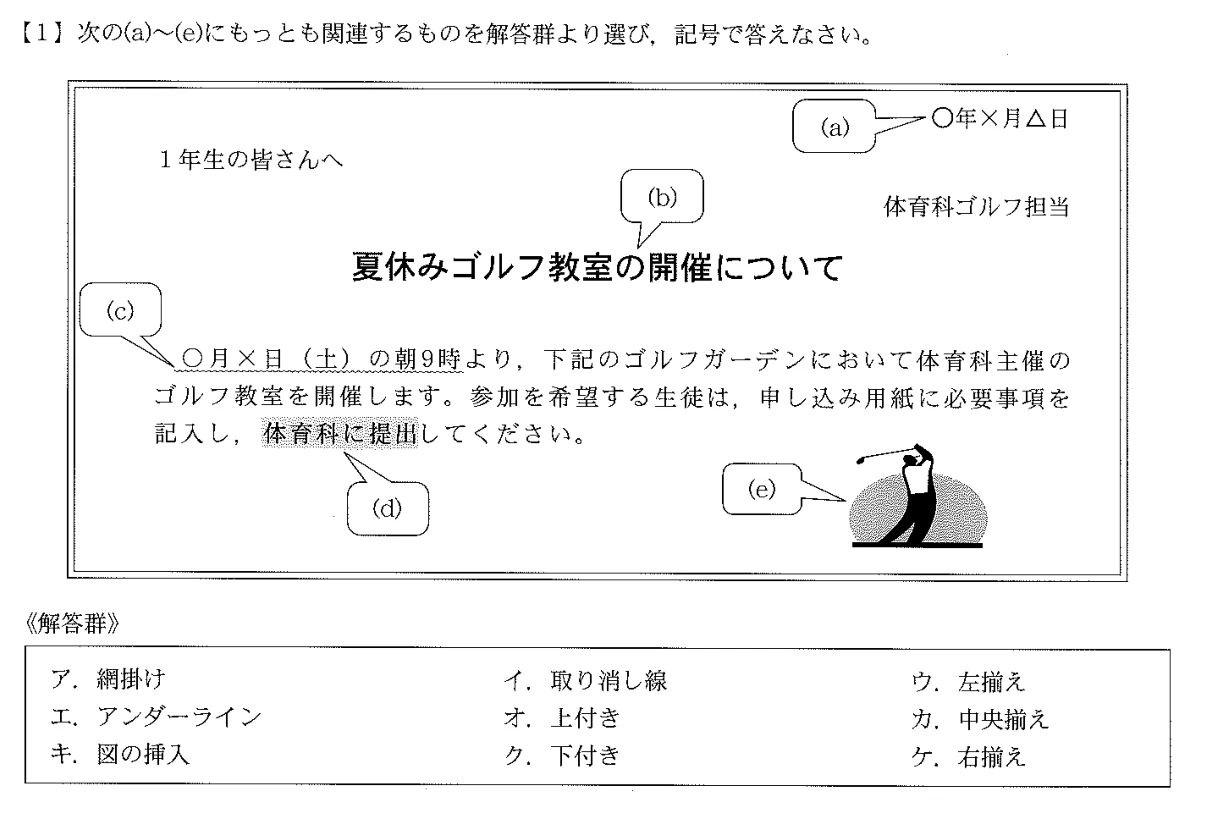 【1】次の(a)~(e)にもっとも関連するものを解答群より選び，記号で答えなさい。
(a)
○年×月△日
1年生の皆さんへ
(b)
体育科ゴルフ担当
夏休みゴルフ教室の開催について
(c)
○月×日（土）の朝9時より，下記のゴルフガーデンにおいて体育科主催の
ゴルフ教室を開催します。参加を希望する生徒は，申し込み用紙に必要事項を
記入し，体育科に提出してください。
(d)
(e)
《解答群》
ア．網掛け　イ．取り消し線　ウ．左揃え
エ．アンダーライン　オ．上付き　カ．中央揃え
キ．図の挿入　ク．下付き　ケ．右揃え